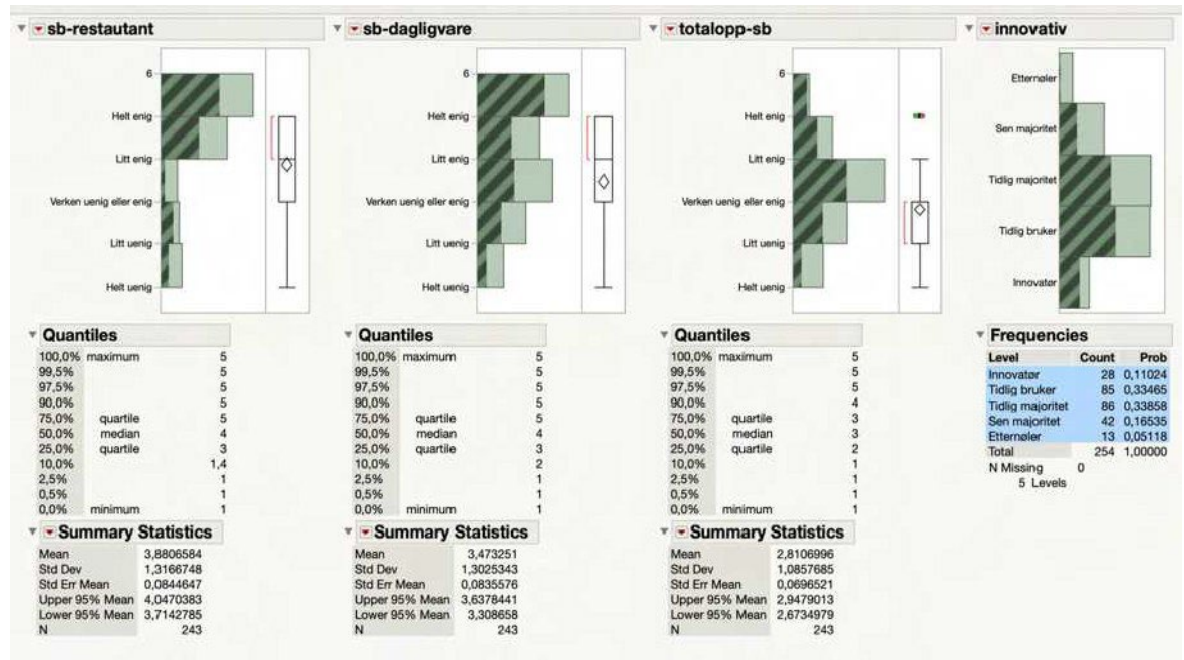 sb-restautant
6
Helt enig
Litt enig
Verken uenig eller enig
Litt uenig
Helt uenig
Quantiles
100,0% maximum 5
99,5% 5
97,5% 5
90,0% 5
75,0% quartile 5
50,0% median 4
25,0% quartile 3
10,0% 1,4
2,5% 1
0,5% 1
0,0% minimum 1
Summary Statistics
Mean 3,8806584
Std Dev 1,3166748
Std Err Mean 0,0844647
Upper 95% Mean 4,0470383
Lower 95% Mean 3,7142785
N 243
sb-dagligvare
6
Helt enig
Litt enig
Verken uenig eller enig
Litt uenig
Helt uenig
Quantiles
100,0% maximum 5
99,5% 5
97,5% 5
90,0% 5
75,0% quartile 5
50,0% median 4
25,0% quartile 3
10,0% 2
2,5% 1
0,5% 1
0,0% minimum 1
Summary Statistics
Mean 3,473251
Std Dev 1,3025343
Std Err Mean 0,0835576
Upper 95% Mean 3,6378441
Lower 95% Mean 3,308658
N 243
totalopp-sb
6
Helt enig
Litt enig
Verken uenig eller enig
Litt uenig
Helt uenig
Quantiles
100,0% maximum 5
99,5% 5
97,5% 5
90,0% 4
75,0% quartile 3
50,0% median 3
25,0% quartile 2
10,0% 1
2,5% 1
0,5% 1
0,0% minimum 1
Summary Statistics
Mean 2,8106996
Std Dev 1,0857685
Std Err Mean 0,0696521
Upper 95% Mean 2,9479013
Lower 95% Mean 2,6734979
N 243
innovativ
Etternøler
Sen majoritet
Tidlig majoritet
Tidlig bruker
Innovatør
Frequencies
Level Count Prob
Innovatør 28 0,11024
Tidlig bruker 85 0,33465
Tidlig majoritet 86 0,33858
Sen majoritet 42 0,16535
Etternøler 13 0,05118
Total 254 1,00000
N Missing 0
5 Levels